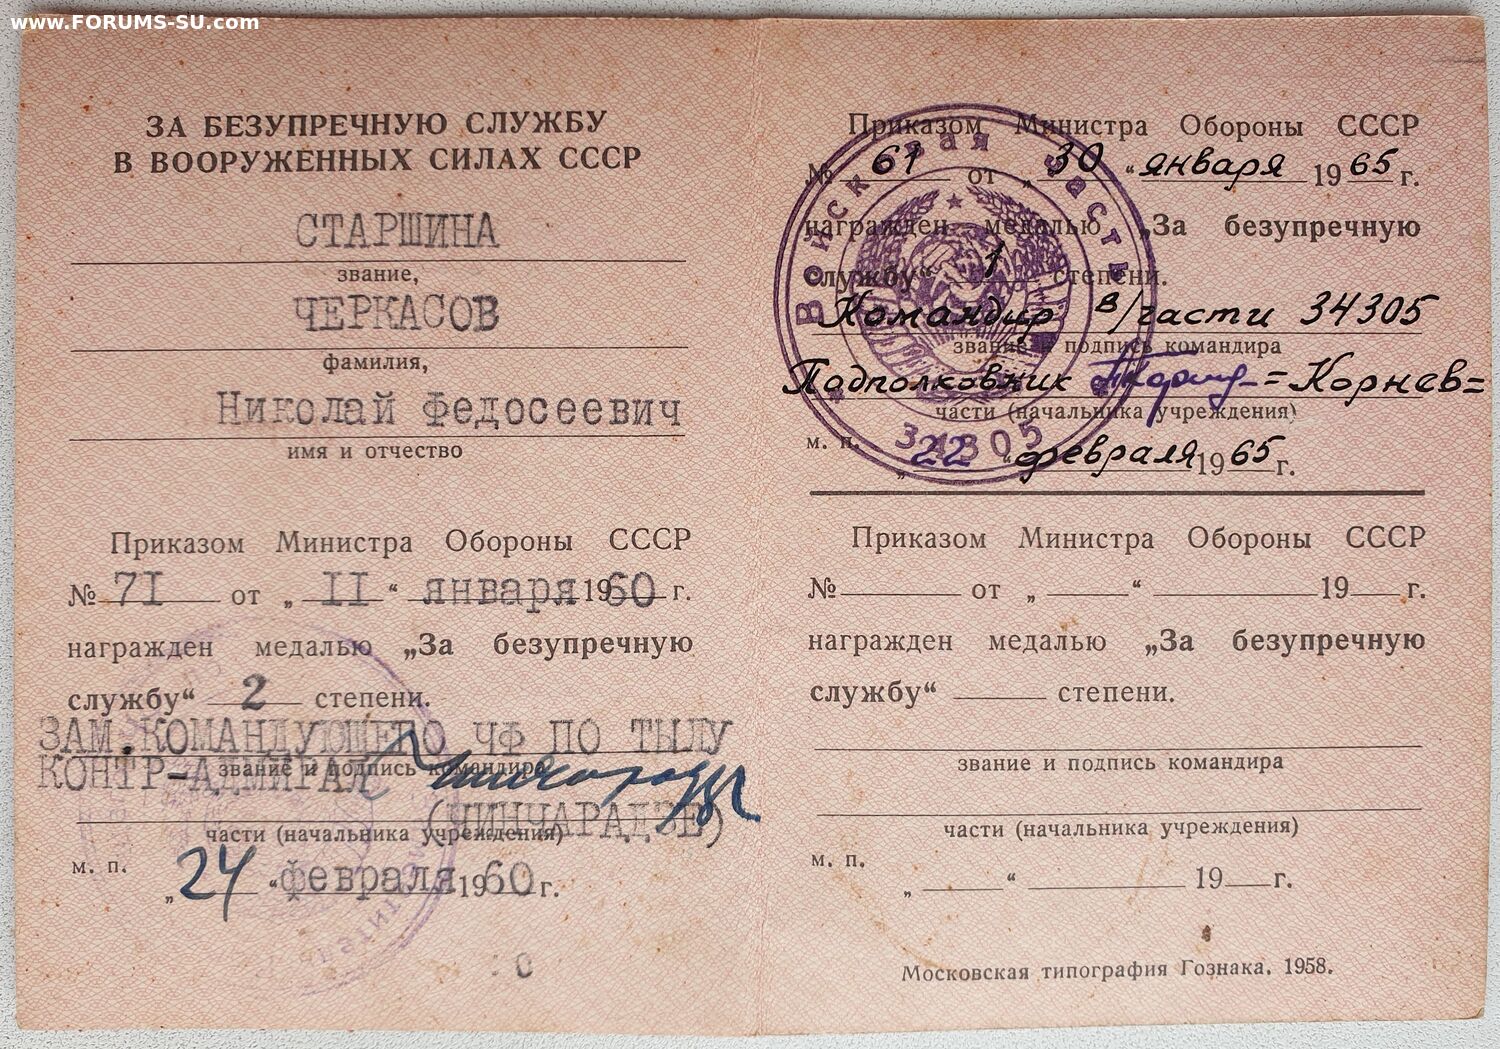 www.FORUMS-SU.com
ЗА БЕЗУПРЕЧНУЮ СЛУЖБУ
В ВООРУЖЕННЫХ СИЛАХ СССР
СТАРШИНА
звание,
ЧЕРКАСОВ
фамилия,
Николай Федосеевич
имя и отчество
Приказом Министра Обороны СССР
№ 71 от „ II “ января 1960 г.
награжден медалью „За безупречную
службу“ 2 степени.
ЗАМ.КОМАНДУЮЩЕГО ЧФ ПО ТЫЛУ
КОНТР-АДМИРАЛ
звание и подпись командира
(ЧИНЧАРАДЗЕ)
части (начальника учреждения)
м. п.
„ 24 “ февраля 1960 г.
Приказом Министра Обороны СССР
№ 61 от „ 30 “ января 1965 г.
награжден медалью „За безупречную
службу“ 1 степени.
Командир в/части 34305
звание и подпись командира
Подполковник =Корнев=
части (начальника учреждения)
м. п.
„ 22 “ февраля 1965 г.
Войсковая часть
34305
Приказом Министра Обороны СССР
№ от „ “ 19 г.
награжден медалью „За безупречную
службу“ степени.
звание и подпись командира
части (начальника учреждения)
м. п.
„ “ 19 г.
Московская типография Гознака. 1958.